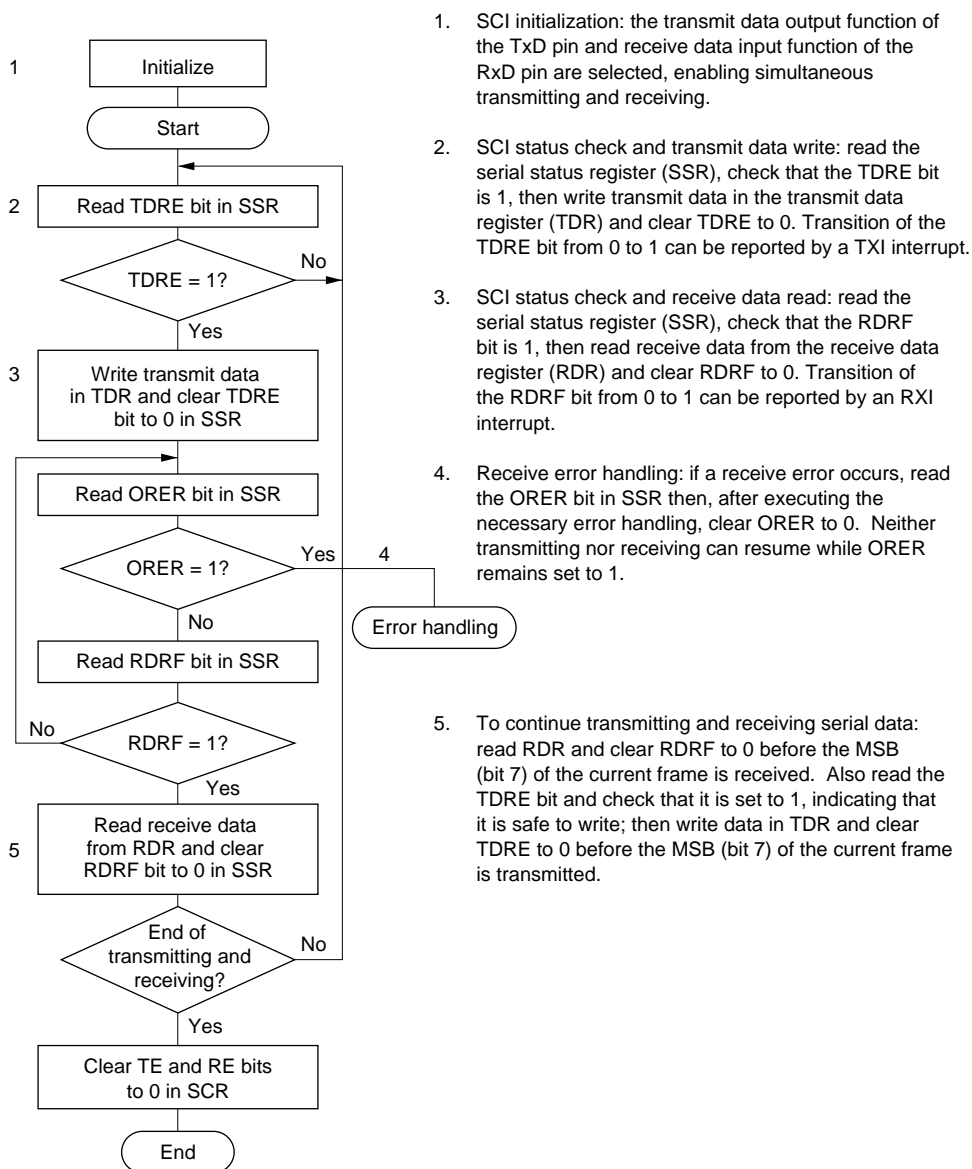 1
Initialize
Start
2
Read TDRE bit in SSR
TDRE = 1?
No
Yes
3
Write transmit data
in TDR and clear TDRE
bit to 0 in SSR
Read ORER bit in SSR
ORER = 1?
Yes
4
No
Error handling
Read RDRF bit in SSR
No
RDRF = 1?
Yes
5
Read receive data
from RDR and clear
RDRF bit to 0 in SSR
End of
transmitting and
receiving?
No
Yes
Clear TE and RE bits
to 0 in SCR
End
1. SCI initialization: the transmit data output function of
the TxD pin and receive data input function of the
RxD pin are selected, enabling simultaneous
transmitting and receiving.
2. SCI status check and transmit data write: read the
serial status register (SSR), check that the TDRE bit
is 1, then write transmit data in the transmit data
register (TDR) and clear TDRE to 0. Transition of the
TDRE bit from 0 to 1 can be reported by a TXI interrupt.
3. SCI status check and receive data read: read the
serial status register (SSR), check that the RDRF
bit is 1, then read receive data from the receive data
register (RDR) and clear RDRF to 0. Transition of
the RDRF bit from 0 to 1 can be reported by an RXI
interrupt.
4. Receive error handling: if a receive error occurs, read
the ORER bit in SSR then, after executing the
necessary error handling, clear ORER to 0. Neither
transmitting nor receiving can resume while ORER
remains set to 1.
5. To continue transmitting and receiving serial data:
read RDR and clear RDRF to 0 before the MSB
(bit 7) of the current frame is received. Also read the
TDRE bit and check that it is set to 1, indicating that
it is safe to write; then write data in TDR and clear
TDRE to 0 before the MSB (bit 7) of the current frame
is transmitted.